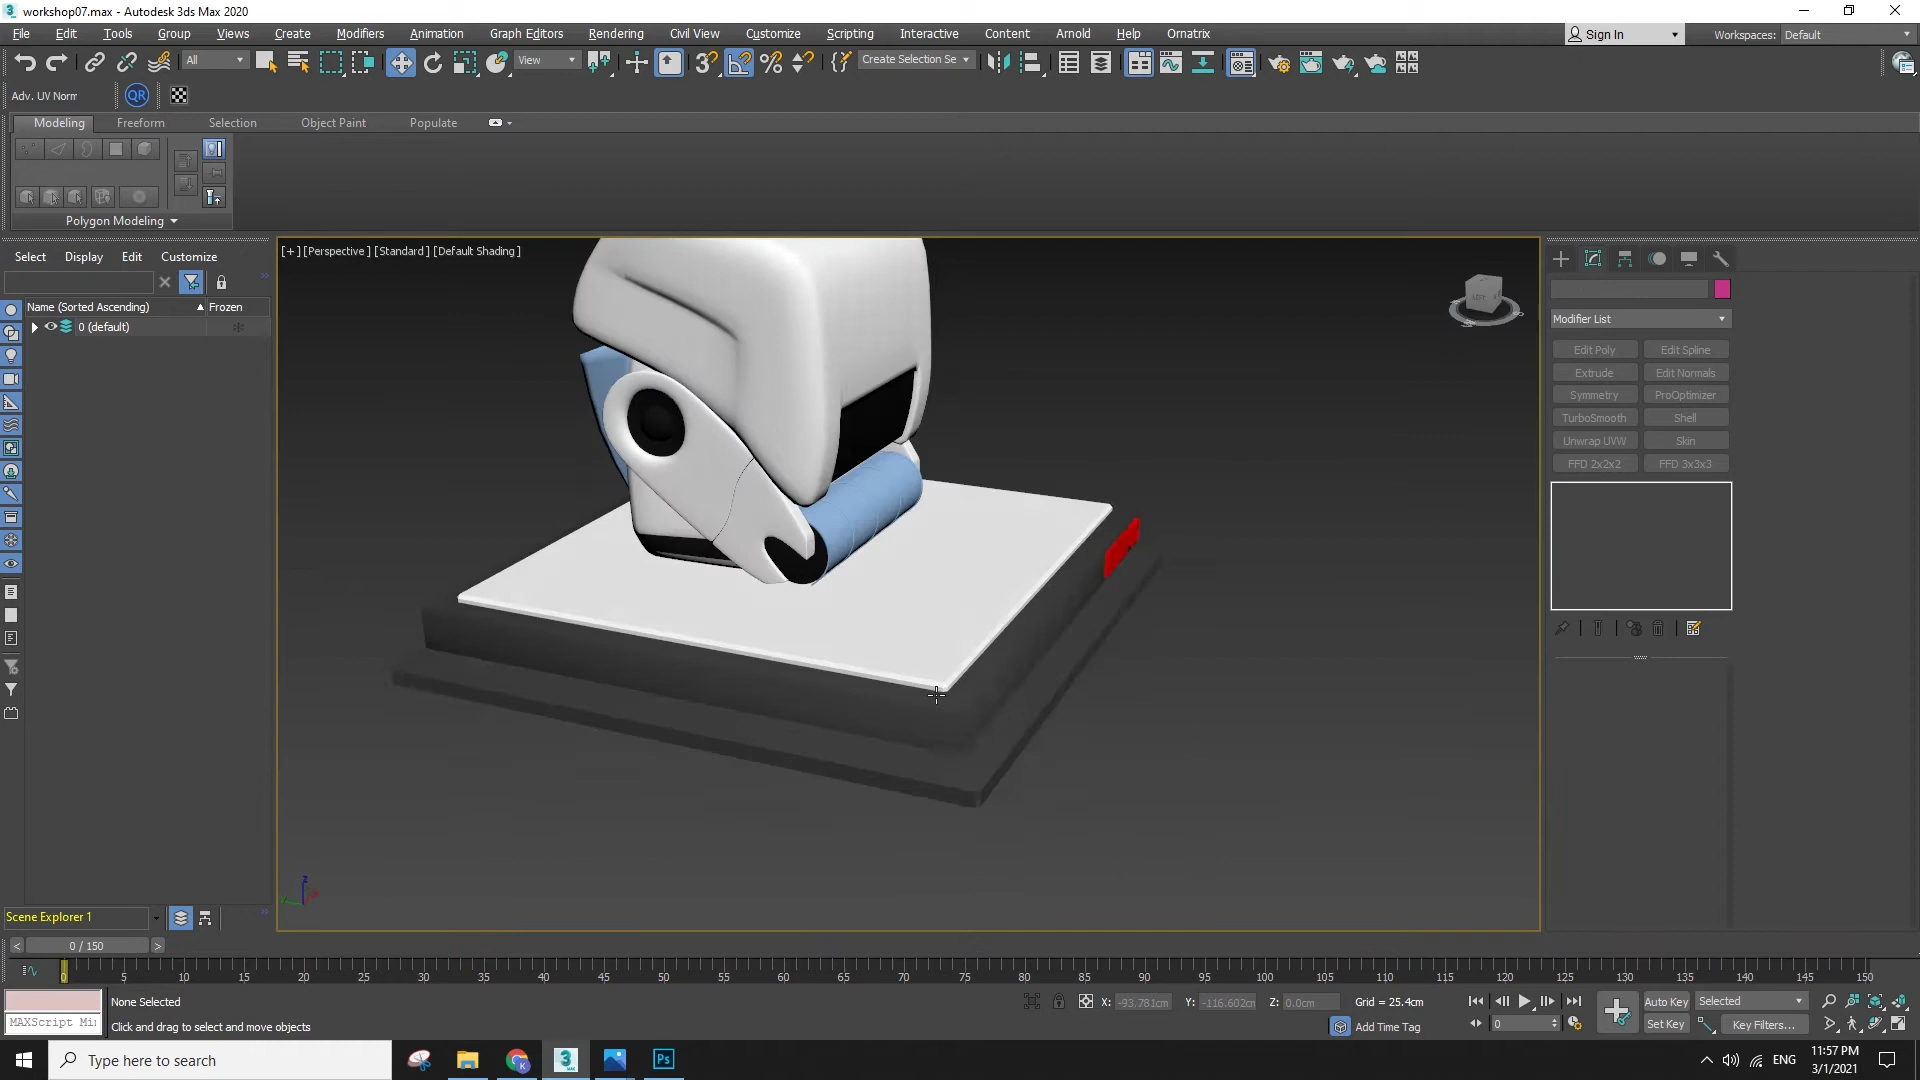 workshop07.max - Autodesk 3ds Max 2020
File Edit Tools Group Views Create Modifiers Animation Graph Editors Rendering Civil View Customize Scripting Interactive Content Arnold Help Ornatrix
Sign In
Workspaces: Default
All
View
Create Selection Se
Adv. UV Norm
QR
Modeling Freeform Selection Object Paint Populate
Polygon Modeling
Select Display Edit Customize
Name (Sorted Ascending) Frozen
0 (default)
[+] [Perspective] [Standard] [Default Shading]
Modifier List
Edit Poly Edit Spline
Extrude Edit Normals
Symmetry ProOptimizer
TurboSmooth Shell
Unwrap UVW Skin
FFD 2x2x2 FFD 3x3x3
Scene Explorer 1
< 0 / 150 >
0 5 10 15 20 25 30 35 40 45 50 55 60 65 70 75 80 85 90 95 100 105 110 115 120 125 130 135 140 145 150
None Selected
X: -93.781cm Y: -116.602cm Z: 0.0cm Grid = 25.4cm
Auto Key Selected
MAXScript Mi
Click and drag to select and move objects
Add Time Tag
0
Set Key Key Filters...
Type here to search
Ps
ENG
11:57 PM
3/1/2021